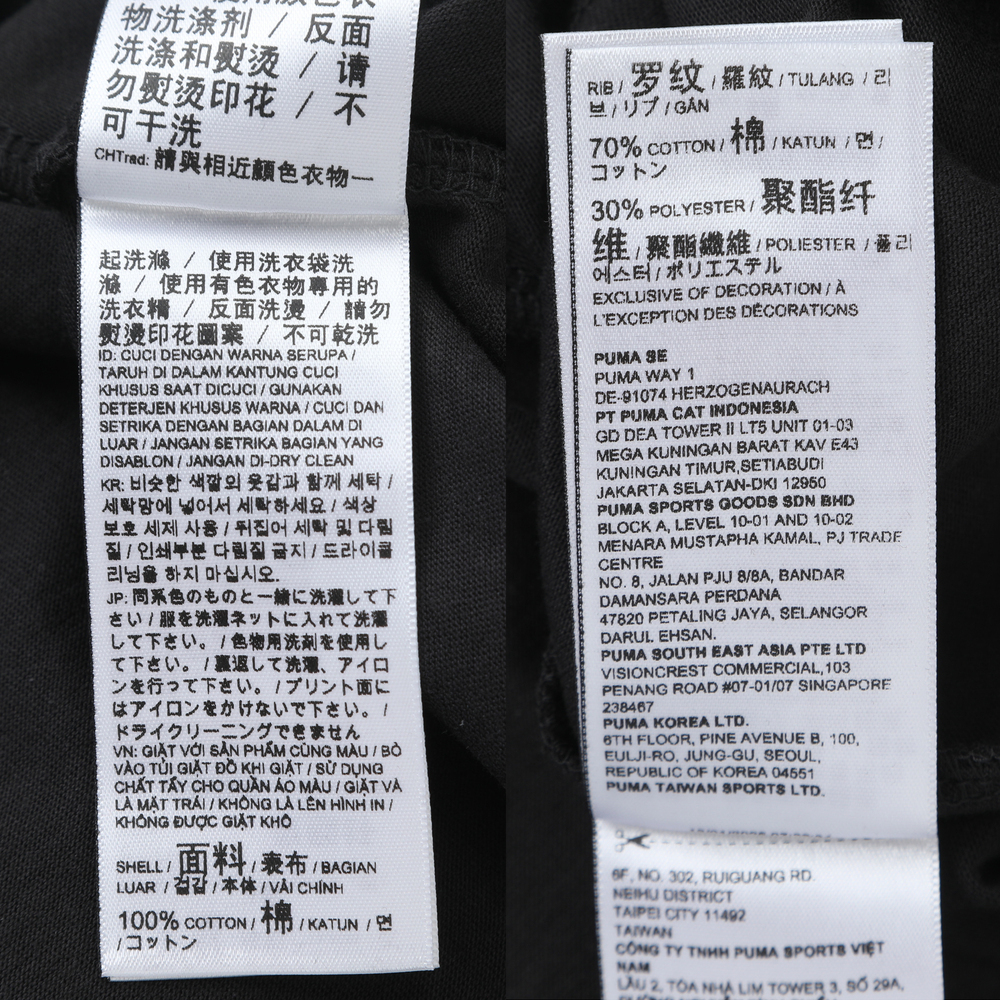 物洗涤剂 / 反面
洗涤和熨烫 / 请
勿熨烫印花 / 不
可干洗
CHTrad: 請與相近顏色衣物一
起洗滌 / 使用洗衣袋洗
滌 / 使用有色衣物專用的
洗衣精 / 反面洗燙 / 請勿
熨燙印花圖案 / 不可乾洗
ID: CUCI DENGAN WARNA SERUPA /
TARUH DI DALAM KANTUNG CUCI
KHUSUS SAAT DICUCI / GUNAKAN
DETERJEN KHUSUS WARNA / CUCI DAN
SETRIKA DENGAN BAGIAN DALAM DI
LUAR / JANGAN SETRIKA BAGIAN YANG
DISABLON / JANGAN DI-DRY CLEAN
KR: 비슷한 색깔의 옷감과 함께 세탁 /
세탁망에 넣어서 세탁하세요 / 색상
보호 세제 사용 / 뒤집어 세탁 및 다림
질 / 인쇄부분 다림질 금지 / 드라이클
리닝을 하지 마십시오.
JP: 同系色のものと一緒に洗濯して下
さい / 服を洗濯ネットに入れて洗濯
して下さい。 / 色物用洗剤を使用し
て下さい。 / 裏返して洗濯、アイロ
ンを行って下さい。 / プリント面に
はアイロンをかけないで下さい。 /
ドライクリーニングできません
VN: GIẶT VỚI SẢN PHẨM CÙNG MÀU / BỎ
VÀO TÚI GIẶT ĐỒ KHI GIẶT / SỬ DỤNG
CHẤT TẨY CHO QUẦN ÁO MÀU / GIẶT VÀ
LÀ MẶT TRÁI / KHÔNG LÀ LÊN HÌNH IN /
KHÔNG ĐƯỢC GIẶT KHÔ
SHELL / 面料 / 表布 / BAGIAN
LUAR / 겉감 / 本体 / VẢI CHÍNH
100% COTTON / 棉 / KATUN / 면
/ コットン
RIB / 罗纹 / 羅紋 / TULANG / 리
브 / リブ / GÂN
70% COTTON / 棉 / KATUN / 면 /
コットン
30% POLYESTER / 聚酯纤
维 / 聚酯纖維 / POLIESTER / 폴리
에스터 / ポリエステル
EXCLUSIVE OF DECORATION / À
L'EXCEPTION DES DÉCORATIONS
PUMA SE
PUMA WAY 1
DE-91074 HERZOGENAURACH
PT PUMA CAT INDONESIA
GD DEA TOWER II LT5 UNIT 01-03
MEGA KUNINGAN BARAT KAV E43
KUNINGAN TIMUR,SETIABUDI
JAKARTA SELATAN-DKI 12950
PUMA SPORTS GOODS SDN BHD
BLOCK A, LEVEL 10-01 AND 10-02
MENARA MUSTAPHA KAMAL, PJ TRADE
CENTRE
NO. 8, JALAN PJU 8/8A, BANDAR
DAMANSARA PERDANA
47820 PETALING JAYA, SELANGOR
DARUL EHSAN.
PUMA SOUTH EAST ASIA PTE LTD
VISIONCREST COMMERCIAL,103
PENANG ROAD #07-01/07 SINGAPORE
238467
PUMA KOREA LTD.
6TH FLOOR, PINE AVENUE B, 100,
EULJI-RO, JUNG-GU, SEOUL,
REPUBLIC OF KOREA 04551
PUMA TAIWAN SPORTS LTD.
6F, NO. 302, RUIGUANG RD.
NEIHU DISTRICT
TAIPEI CITY 11492
TAIWAN
CÔNG TY TNHH PUMA SPORTS VIỆT
NAM
LẦU 2, TÒA NHÀ LIM TOWER 3, SỐ 29A,